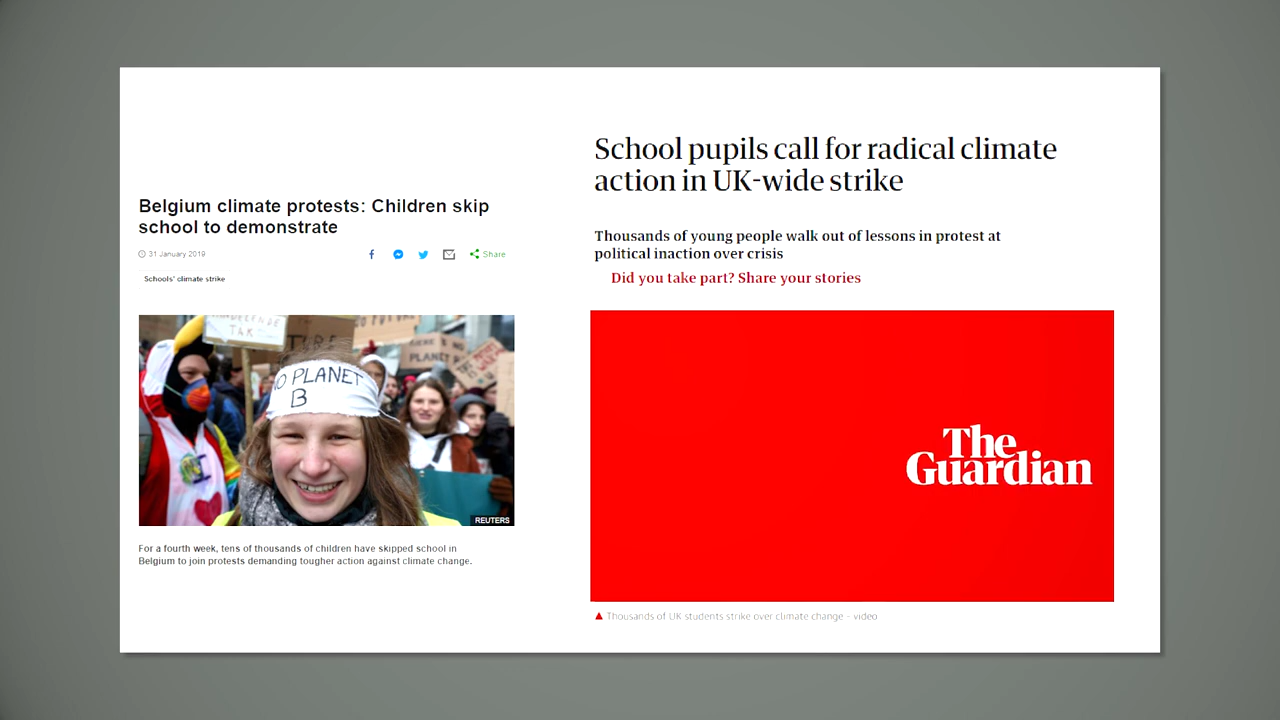 Belgium climate protests: Children skip
school to demonstrate
31 January 2019
Share
Schools' climate strike
TAK
NO PLANET
B
PLANET B
REUTERS
For a fourth week, tens of thousands of children have skipped school in
Belgium to join protests demanding tougher action against climate change.
School pupils call for radical climate
action in UK-wide strike
Thousands of young people walk out of lessons in protest at
political inaction over crisis
Did you take part? Share your stories
The
Guardian
Thousands of UK students strike over climate change – video